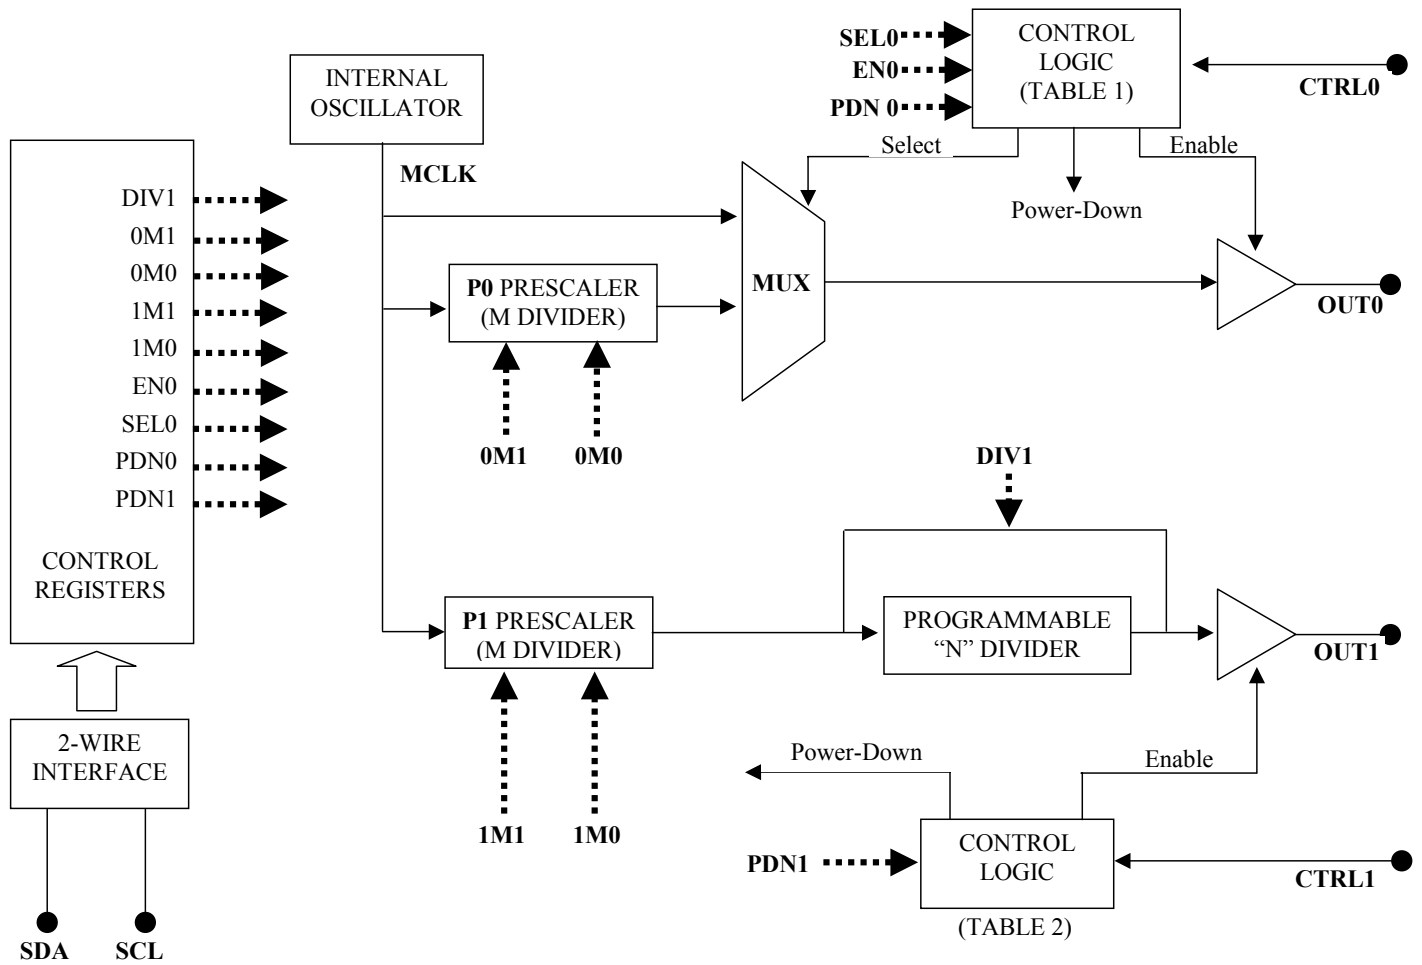 SEL0
EN0
PDN 0
CONTROL
LOGIC
(TABLE 1)
CTRL0
INTERNAL
OSCILLATOR
MCLK
Select
Enable
Power-Down
DIV1
0M1
0M0
1M1
1M0
EN0
SEL0
PDN0
PDN1
CONTROL
REGISTERS
P0 PRESCALER
(M DIVIDER)
MUX
OUT0
0M1
0M0
DIV1
P1 PRESCALER
(M DIVIDER)
PROGRAMMABLE
“N” DIVIDER
OUT1
2-WIRE
INTERFACE
Power-Down
Enable
1M1
1M0
PDN1
CONTROL
LOGIC
(TABLE 2)
CTRL1
SDA
SCL